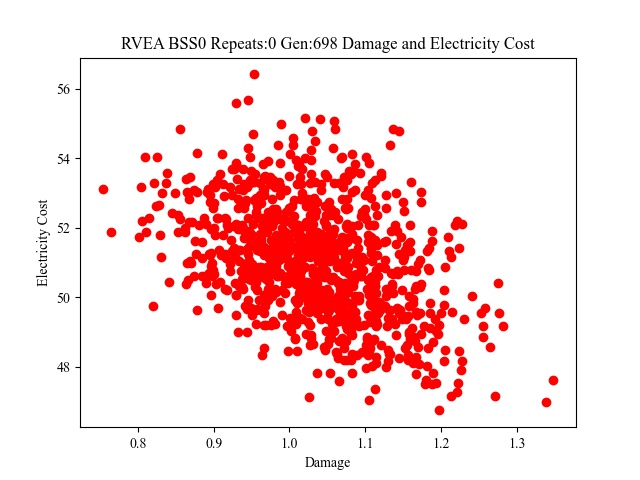 RVEA BSS0 Repeats:0 Gen:698 Damage and Electricity Cost
56
54
52
50
48
Electricity Cost
0.8 0.9 1.0 1.1 1.2 1.3
Damage